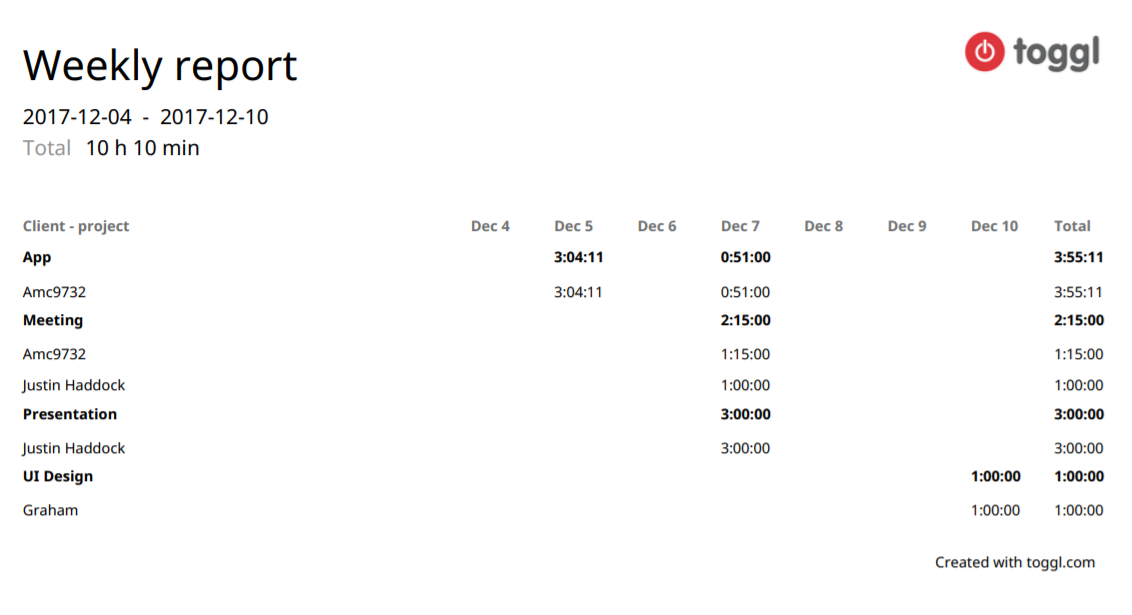 toggl
Weekly report
2017-12-04 - 2017-12-10
Total 10 h 10 min
Client - project Dec 4 Dec 5 Dec 6 Dec 7 Dec 8 Dec 9 Dec 10 Total
App 3:04:11 0:51:00 3:55:11
Amc9732 3:04:11 0:51:00 3:55:11
Meeting 2:15:00 2:15:00
Amc9732 1:15:00 1:15:00
Justin Haddock 1:00:00 1:00:00
Presentation 3:00:00 3:00:00
Justin Haddock 3:00:00 3:00:00
UI Design 1:00:00 1:00:00
Graham 1:00:00 1:00:00
Created with toggl.com